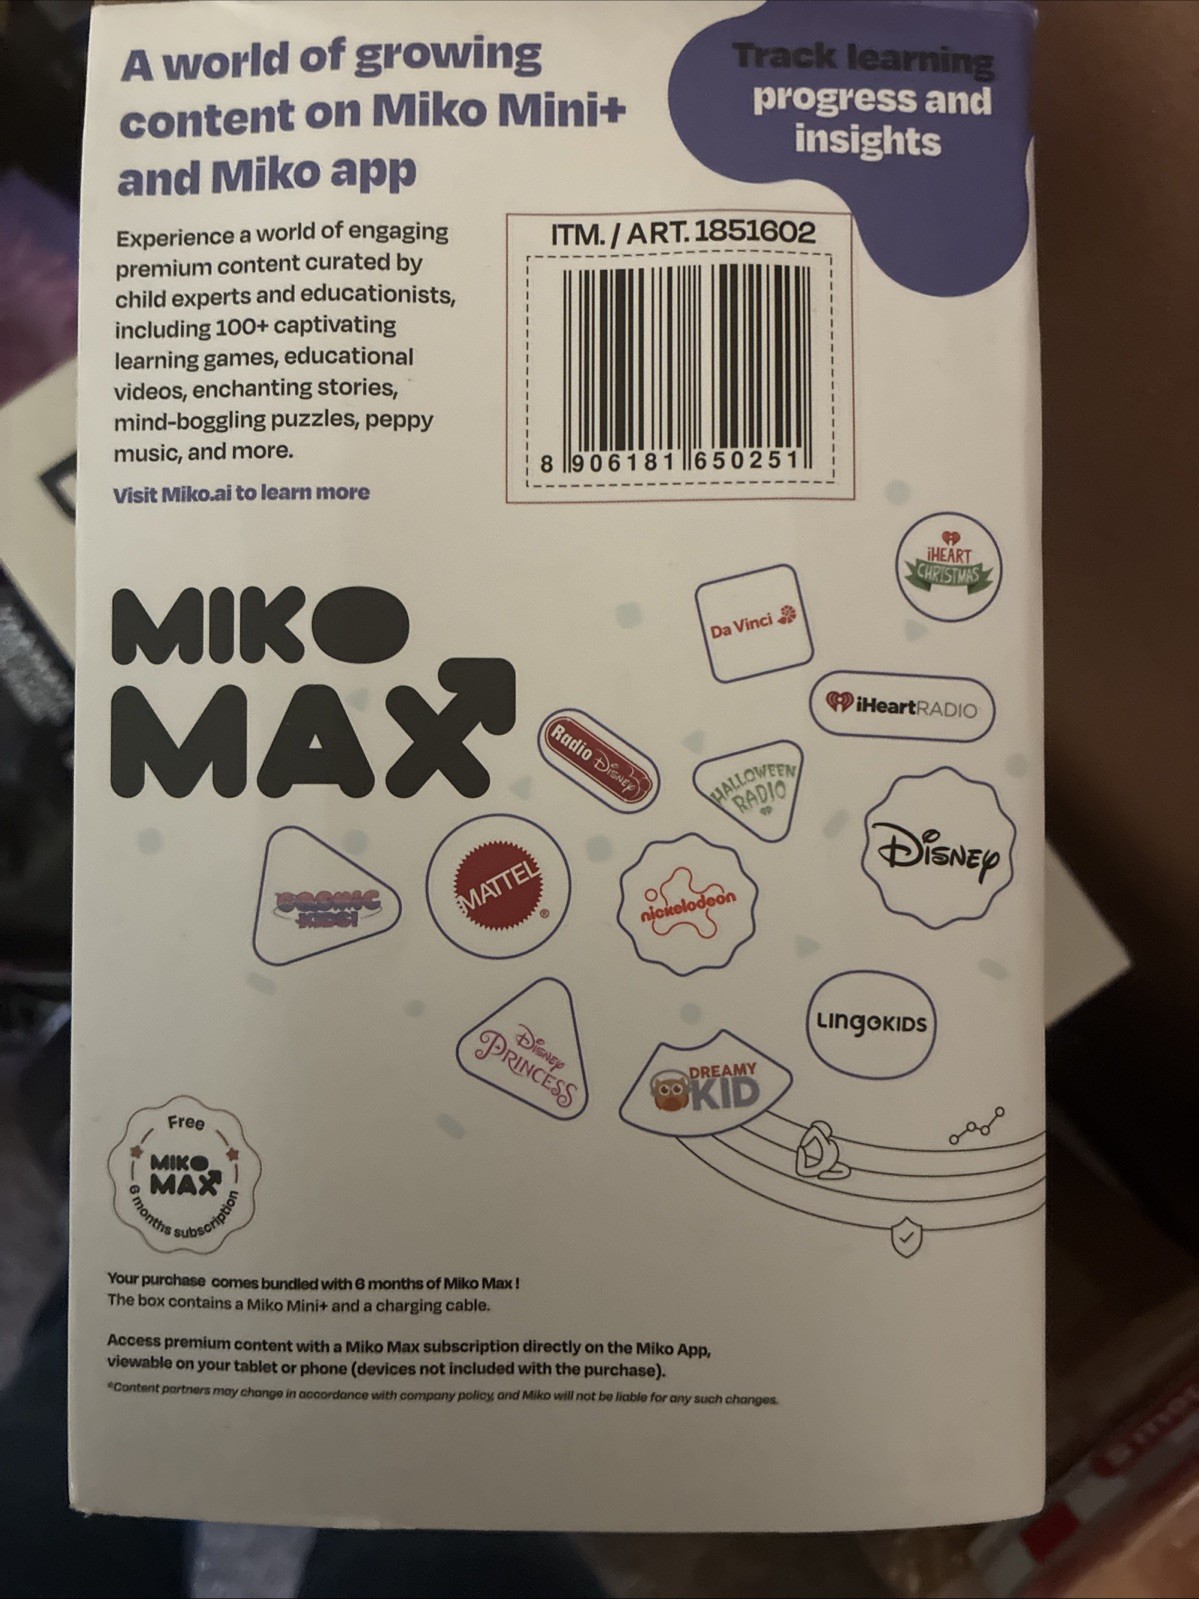 A world of growing
content on Miko Mini+
and Miko app
Track learning
progress and
insights
Experience a world of engaging
premium content curated by
child experts and educationists,
including 100+ captivating
learning games, educational
videos, enchanting stories,
mind-boggling puzzles, peppy
music, and more.
Visit Miko.ai to learn more
ITM. / ART. 1851602
8 906181 650251
MIKO
MAX
iHEART
CHRISTMAS
Da Vinci
iHeartRADIO
Radio Disney
HALLOWEEN
RADIO
Disney
COSMIC
KIDS!
MATTEL
®
nickelodeon
LINGOKIDS
Disney
PRINCESS
DREAMY
KID
Free
MIKO
MAX
6 months subscription
Your purchase comes bundled with 6 months of Miko Max!
The box contains a Miko Mini+ and a charging cable.
Access premium content with a Miko Max subscription directly on the Miko App,
viewable on your tablet or phone (devices not included with the purchase).
*Content partners may change in accordance with company policy, and Miko will not be liable for any such changes.